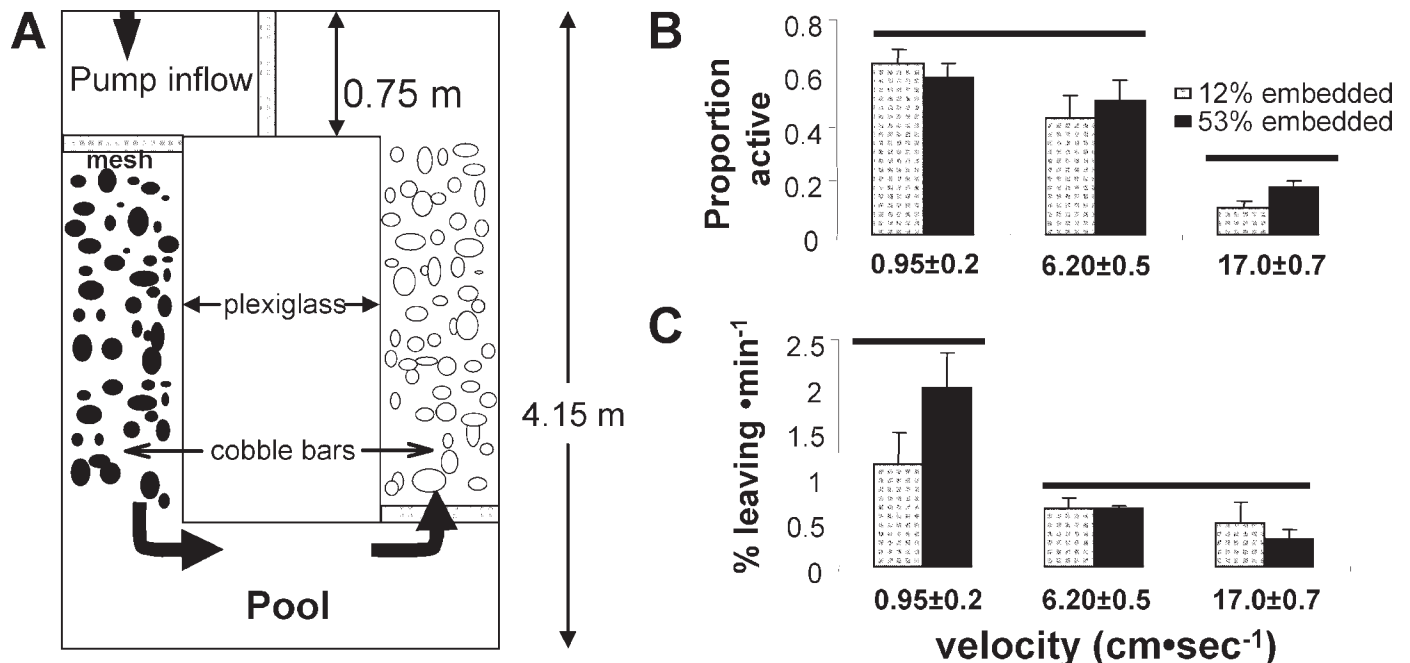 A
Pump inflow
0.75 m
mesh
plexiglass
4.15 m
cobble bars
Pool
B
Proportion
active
0.8
0.6
0.4
0.2
0
12% embedded
53% embedded
0.95±0.2
6.20±0.5
17.0±0.7
C
% leaving •min-1
2.5
2
1.5
1
0.5
0
0.95±0.2
6.20±0.5
17.0±0.7
velocity (cm•sec-1)